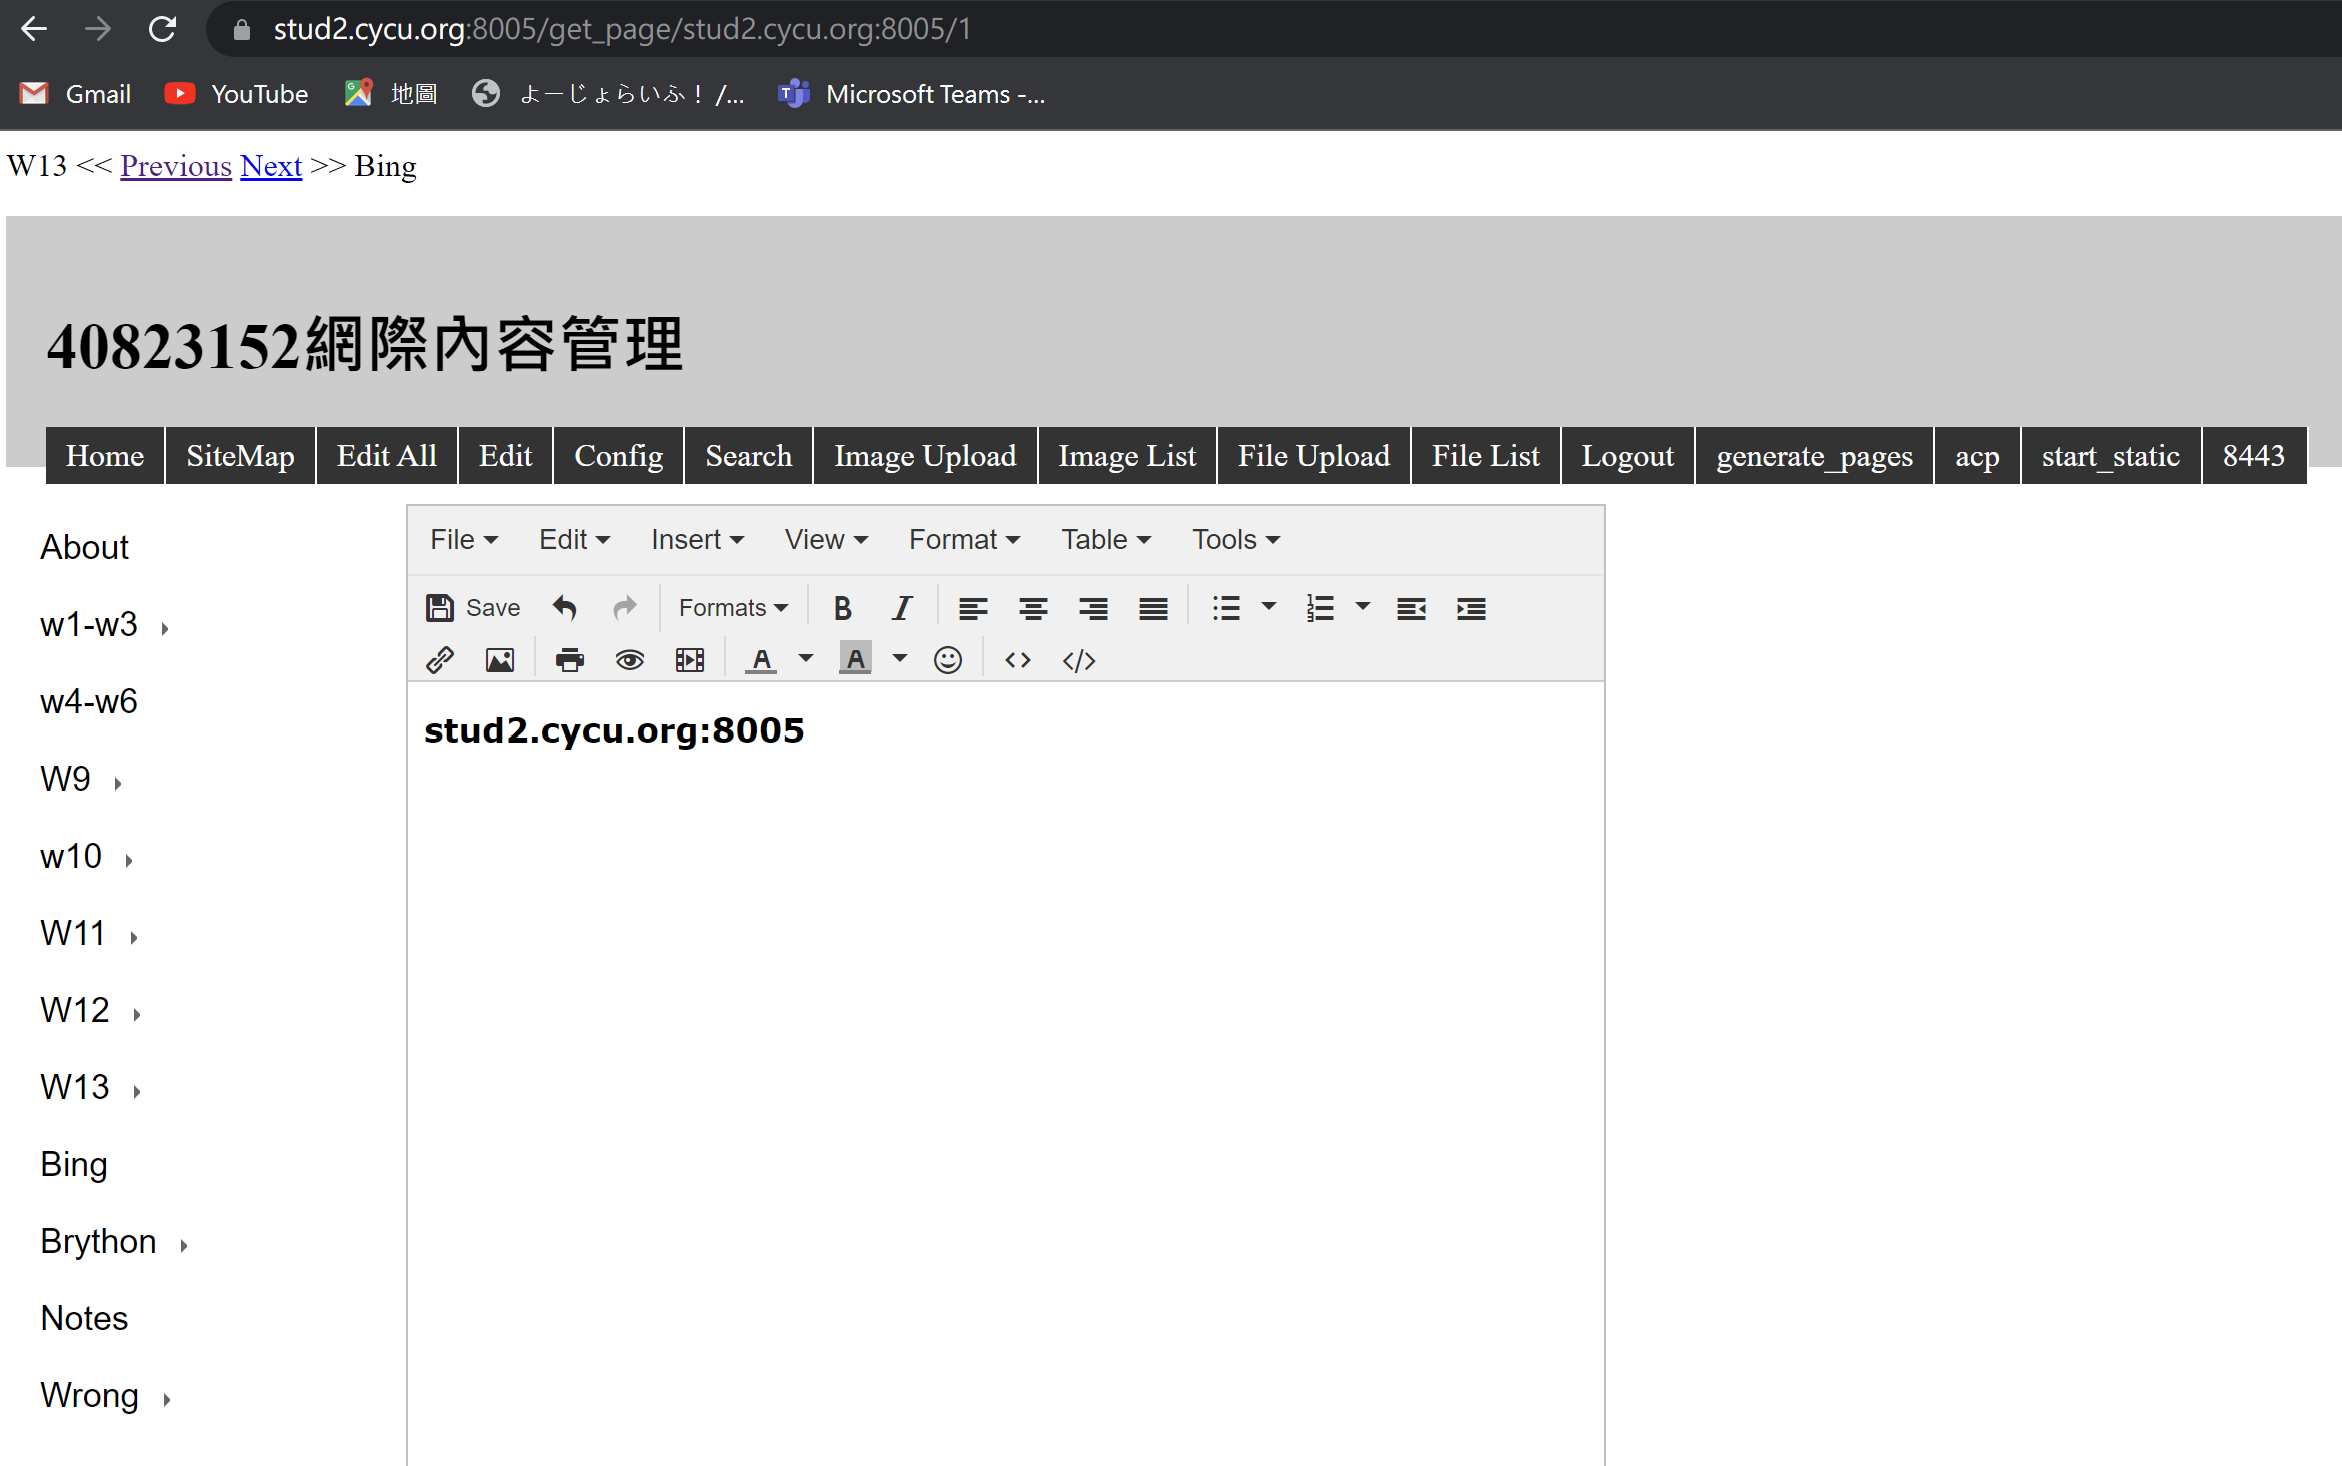 stud2.cycu.org:8005/get_page/stud2.cycu.org:8005/1
Gmail YouTube 地圖 よーじょらいふ！ /... Microsoft Teams -...
W13 << Previous Next >> Bing
40823152網際內容管理
Home SiteMap Edit All Edit Config Search Image Upload Image List File Upload File List Logout generate_pages acp start_static 8443
About
w1-w3
w4-w6
W9
w10
W11
W12
W13
Bing
Brython
Notes
Wrong
File Edit Insert View Format Table Tools
Save Formats B I
A A <> </>
stud2.cycu.org:8005